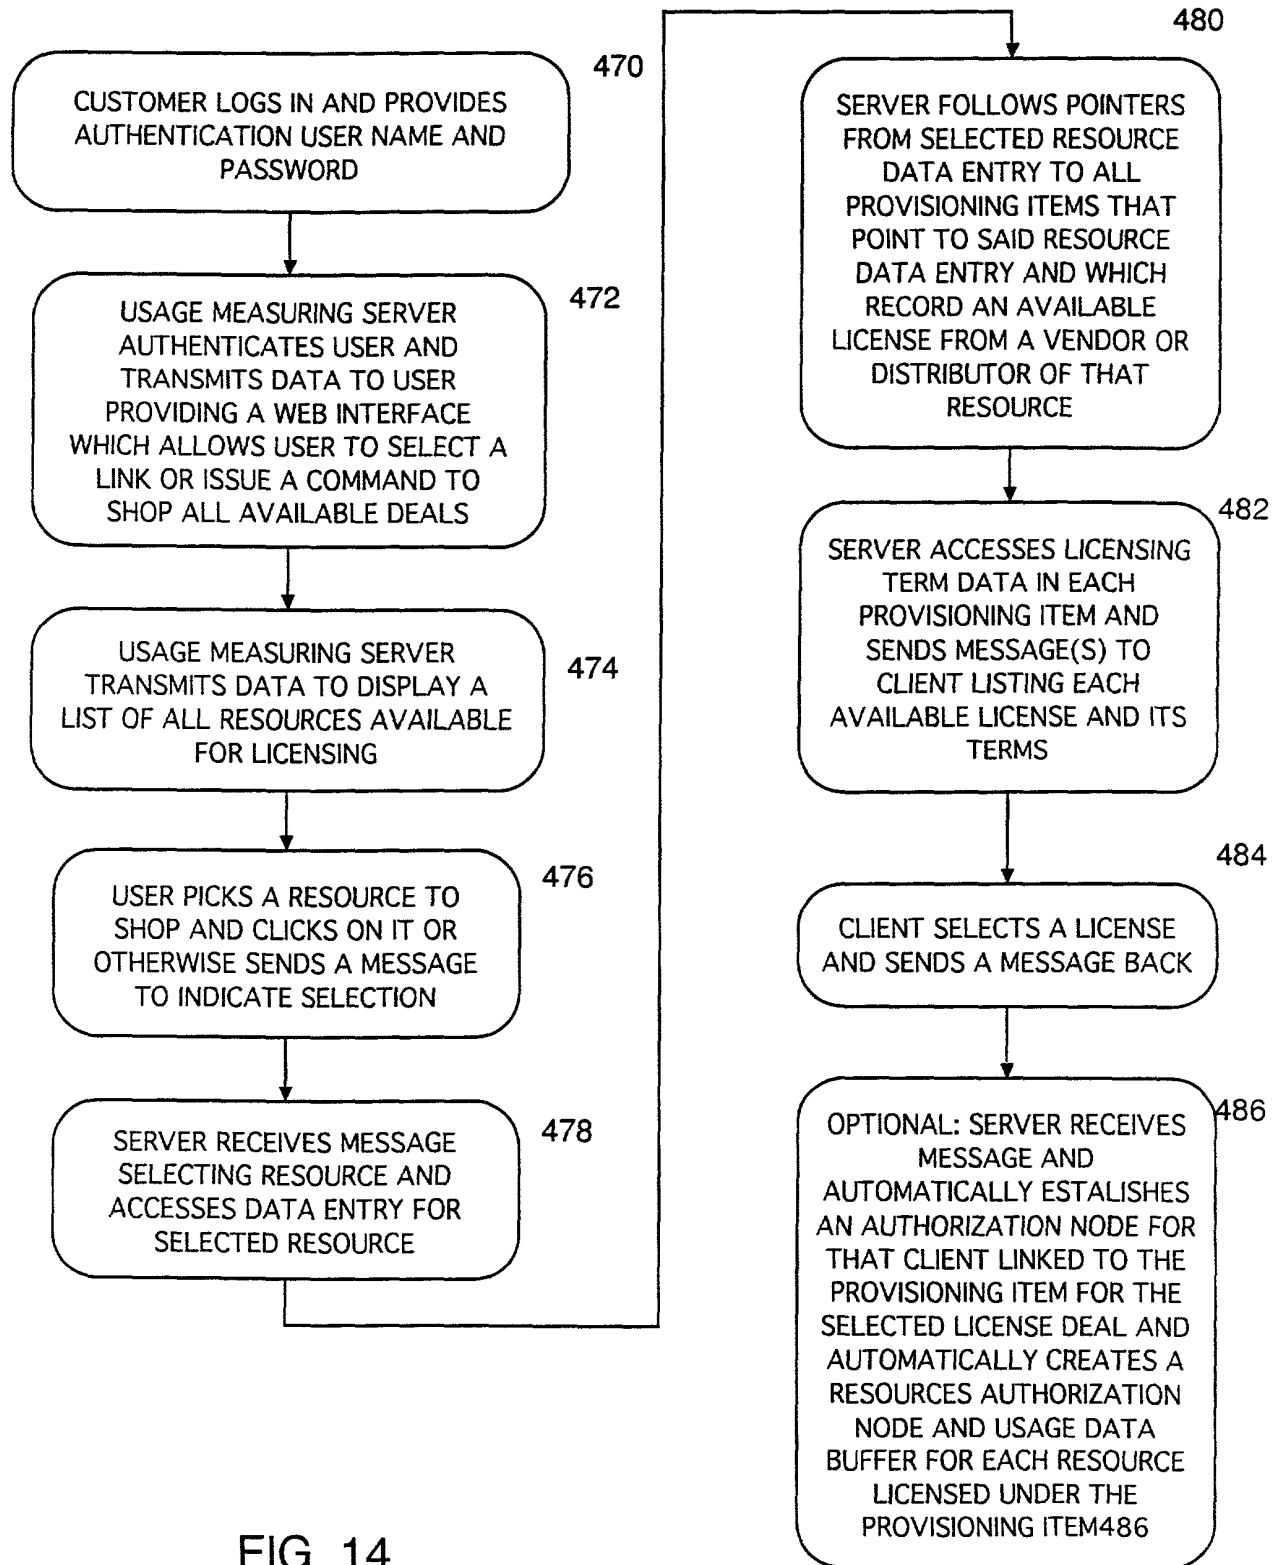 470
CUSTOMER LOGS IN AND PROVIDES
AUTHENTICATION USER NAME AND
PASSWORD
472
USAGE MEASURING SERVER
AUTHENTICATES USER AND
TRANSMITS DATA TO USER
PROVIDING A WEB INTERFACE
WHICH ALLOWS USER TO SELECT A
LINK OR ISSUE A COMMAND TO
SHOP ALL AVAILABLE DEALS
474
USAGE MEASURING SERVER
TRANSMITS DATA TO DISPLAY A
LIST OF ALL RESOURCES AVAILABLE
FOR LICENSING
476
USER PICKS A RESOURCE TO
SHOP AND CLICKS ON IT OR
OTHERWISE SENDS A MESSAGE
TO INDICATE SELECTION
478
SERVER RECEIVES MESSAGE
SELECTING RESOURCE AND
ACCESSES DATA ENTRY FOR
SELECTED RESOURCE
480
SERVER FOLLOWS POINTERS
FROM SELECTED RESOURCE
DATA ENTRY TO ALL
PROVISIONING ITEMS THAT
POINT TO SAID RESOURCE
DATA ENTRY AND WHICH
RECORD AN AVAILABLE
LICENSE FROM A VENDOR OR
DISTRIBUTOR OF THAT
RESOURCE
482
SERVER ACCESSES LICENSING
TERM DATA IN EACH
PROVISIONING ITEM AND
SENDS MESSAGE(S) TO
CLIENT LISTING EACH
AVAILABLE LICENSE AND ITS
TERMS
484
CLIENT SELECTS A LICENSE
AND SENDS A MESSAGE BACK
486
OPTIONAL: SERVER RECEIVES
MESSAGE AND
AUTOMATICALLY ESTALISHES
AN AUTHORIZATION NODE FOR
THAT CLIENT LINKED TO THE
PROVISIONING ITEM FOR THE
SELECTED LICENSE DEAL AND
AUTOMATICALLY CREATES A
RESOURCES AUTHORIZATION
NODE AND USAGE DATA
BUFFER FOR EACH RESOURCE
LICENSED UNDER THE
PROVISIONING ITEM486
FIG. 14